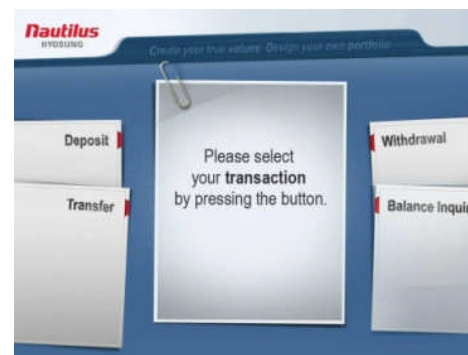 Nautilus
HYOSUNG
Create your true values Design your own portfolio
Deposit
Withdrawal
Please select
your transaction
by pressing the button.
Transfer
Balance Inqui